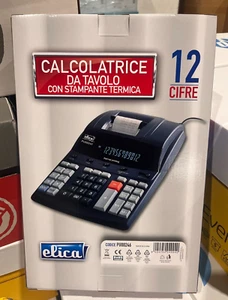 CALCOLATRICE
DA TAVOLO
CON STAMPANTE TERMICA
12
CIFRE
elica